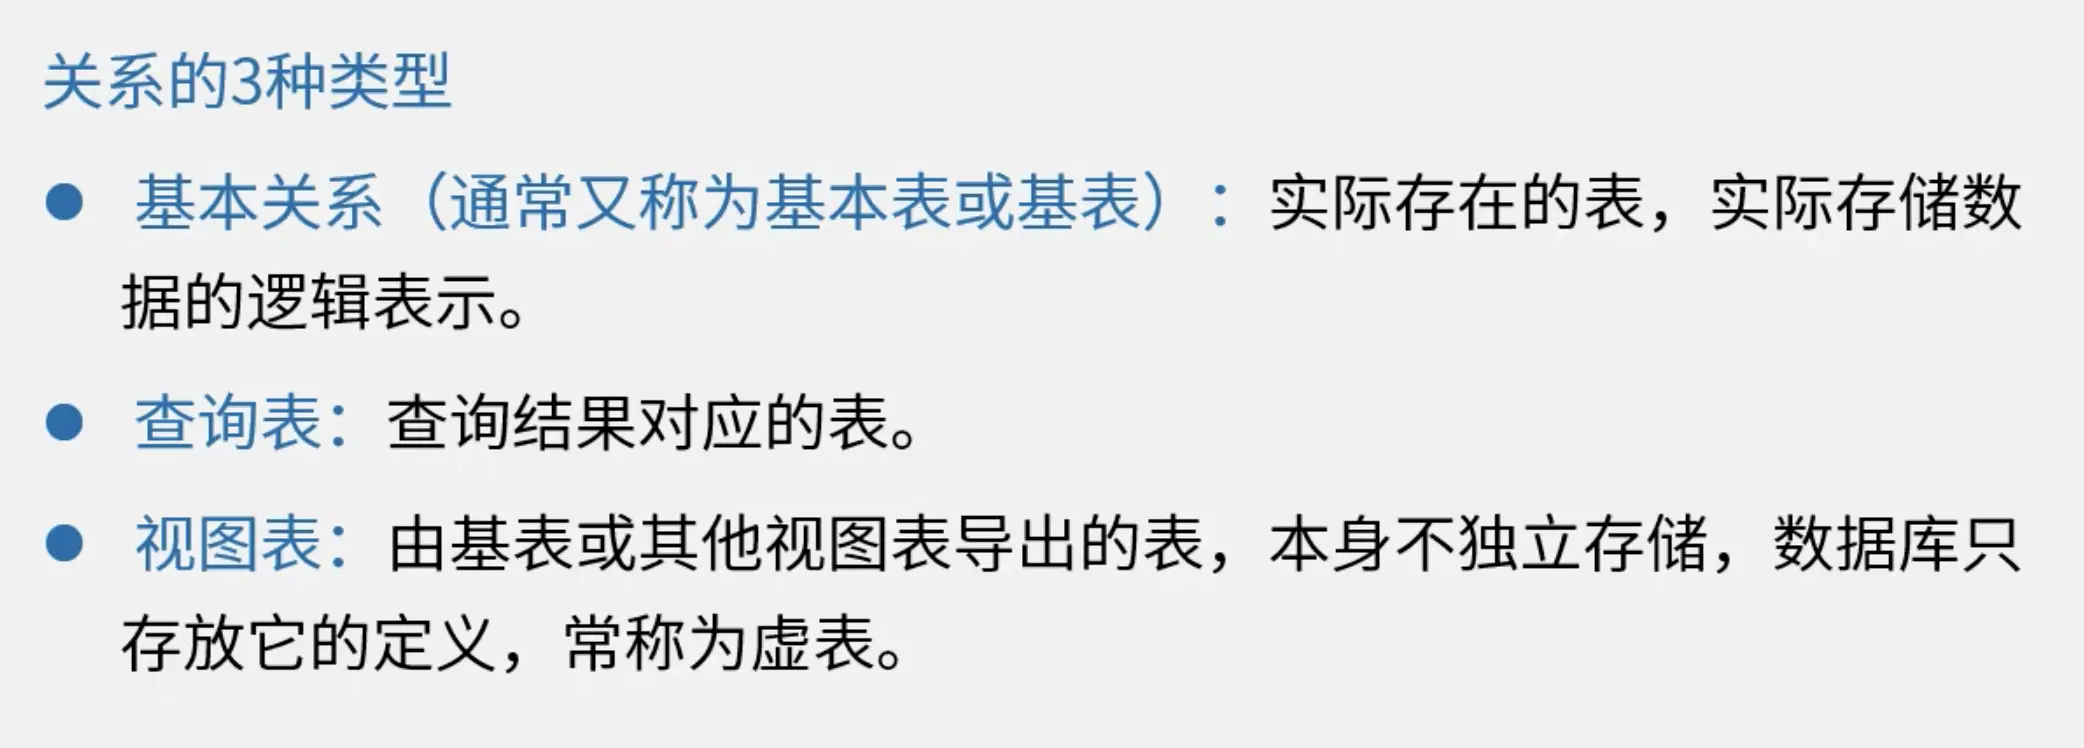 关系的3种类型
● 基本关系（通常又称为基本表或基表）：实际存在的表，实际存储数
据的逻辑表示。
● 查询表：查询结果对应的表。
● 视图表：由基表或其他视图表导出的表，本身不独立存储，数据库只
存放它的定义，常称为虚表。